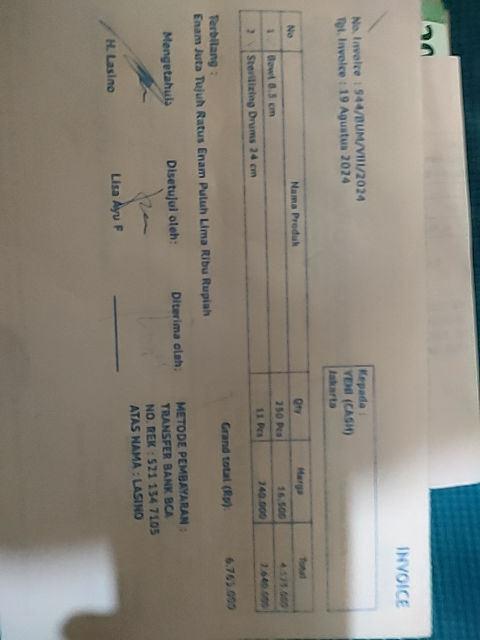 INVOICE
No. Invoice : 944/BUM/VIII/2024
Tgl. Invoice : 19 Agustus 2024
Kepada :
YENI (CASH)
Jakarta
No Nama Produk Qty Harga Total
1 Bowl 8.5 cm 250 Pcs 16.500 4.125.000
2 Sterilizing Drums 24 cm 11 Pcs 240.000 2.640.000
Grand total (Rp): 6.765.000
Terbilang :
Enam Juta Tujuh Ratus Enam Puluh Lima Ribu Rupiah
Mengetahui: Disetujui oleh: Diterima oleh:
H. Lasino Lisa Ayu F
METODE PEMBAYARAN :
TRANSFER BANK BCA
NO. REK : 521 134 7105
ATAS NAMA : LASINO